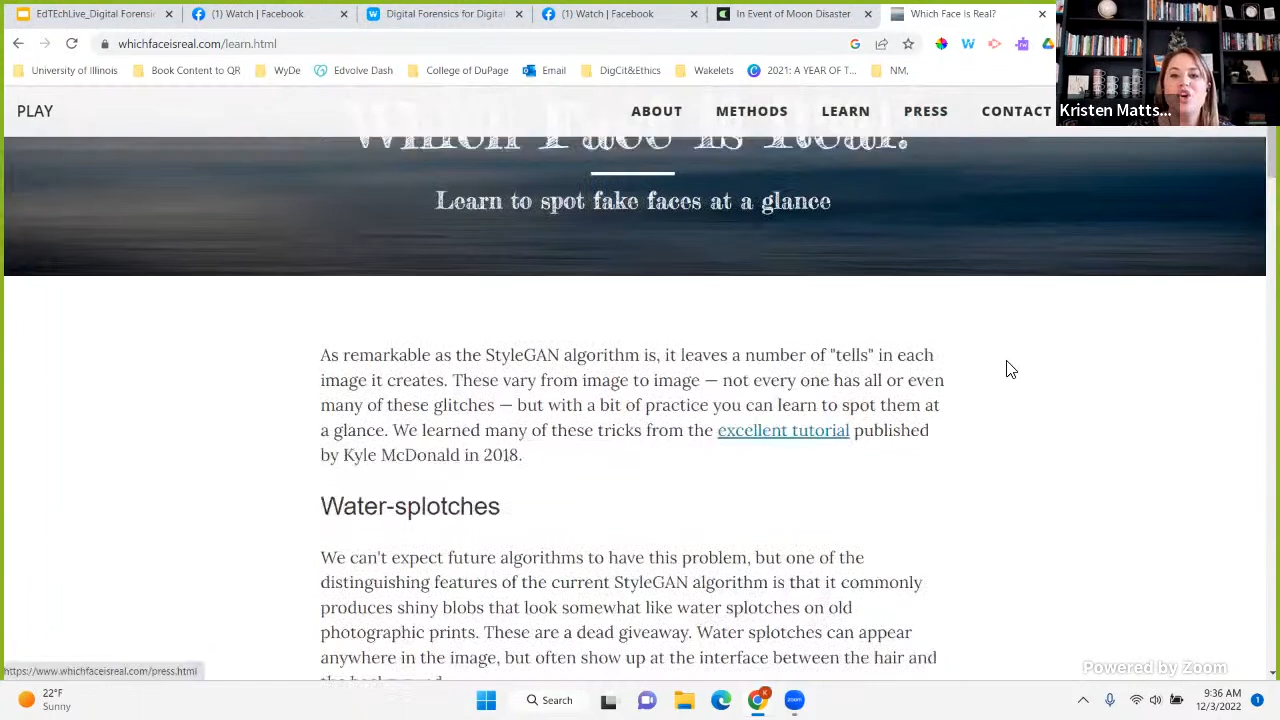 EdTEchLive_Digital Forensi
(1) Watch | Facebook
Digital Forensics for Digital
(1) Watch | Facebook
In Event of Moon Disaster
Which Face Is Real?
whichfaceisreal.com/learn.html
University of Illinois
Book Content to QR
WyDe
Edvolve Dash
College of DuPage
Email
DigCit&Ethics
Wakelets
2021: A YEAR OF T...
NM,
PLAY
ABOUT
METHODS
LEARN
PRESS
CONTACT
Kristen Matts...
Which Face is Real?
Learn to spot fake faces at a glance
As remarkable as the StyleGAN algorithm is, it leaves a number of "tells" in each
image it creates. These vary from image to image — not every one has all or even
many of these glitches — but with a bit of practice you can learn to spot them at
a glance. We learned many of these tricks from the excellent tutorial published
by Kyle McDonald in 2018.
Water-splotches
We can't expect future algorithms to have this problem, but one of the
distinguishing features of the current StyleGAN algorithm is that it commonly
produces shiny blobs that look somewhat like water splotches on old
photographic prints. These are a dead giveaway. Water splotches can appear
anywhere in the image, but often show up at the interface between the hair and
https://www.whichfaceisreal.com/press.html
Powered by Zoom
22°F
Sunny
Search
zoom
9:36 AM
12/3/2022
1